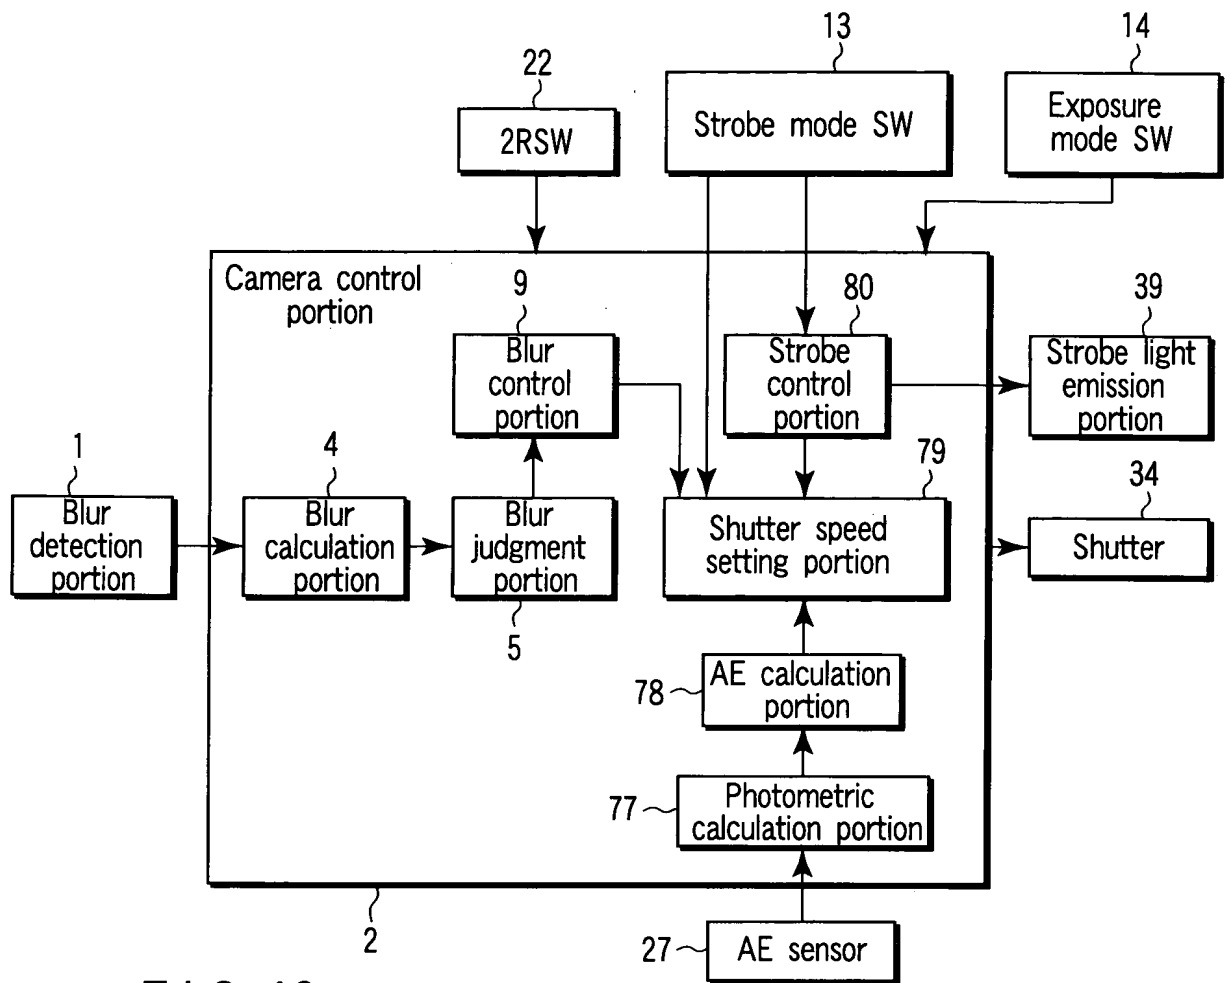 13
14
22
Strobe mode SW
Exposure
mode SW
2RSW
Camera control
portion
9
80
39
Blur
control
portion
Strobe
control
portion
Strobe light
emission
portion
1
4
79
34
Blur
detection
portion
Blur
calculation
portion
Blur
judgment
portion
Shutter speed
setting portion
Shutter
5
78
AE calculation
portion
77
Photometric
calculation portion
2
27
AE sensor